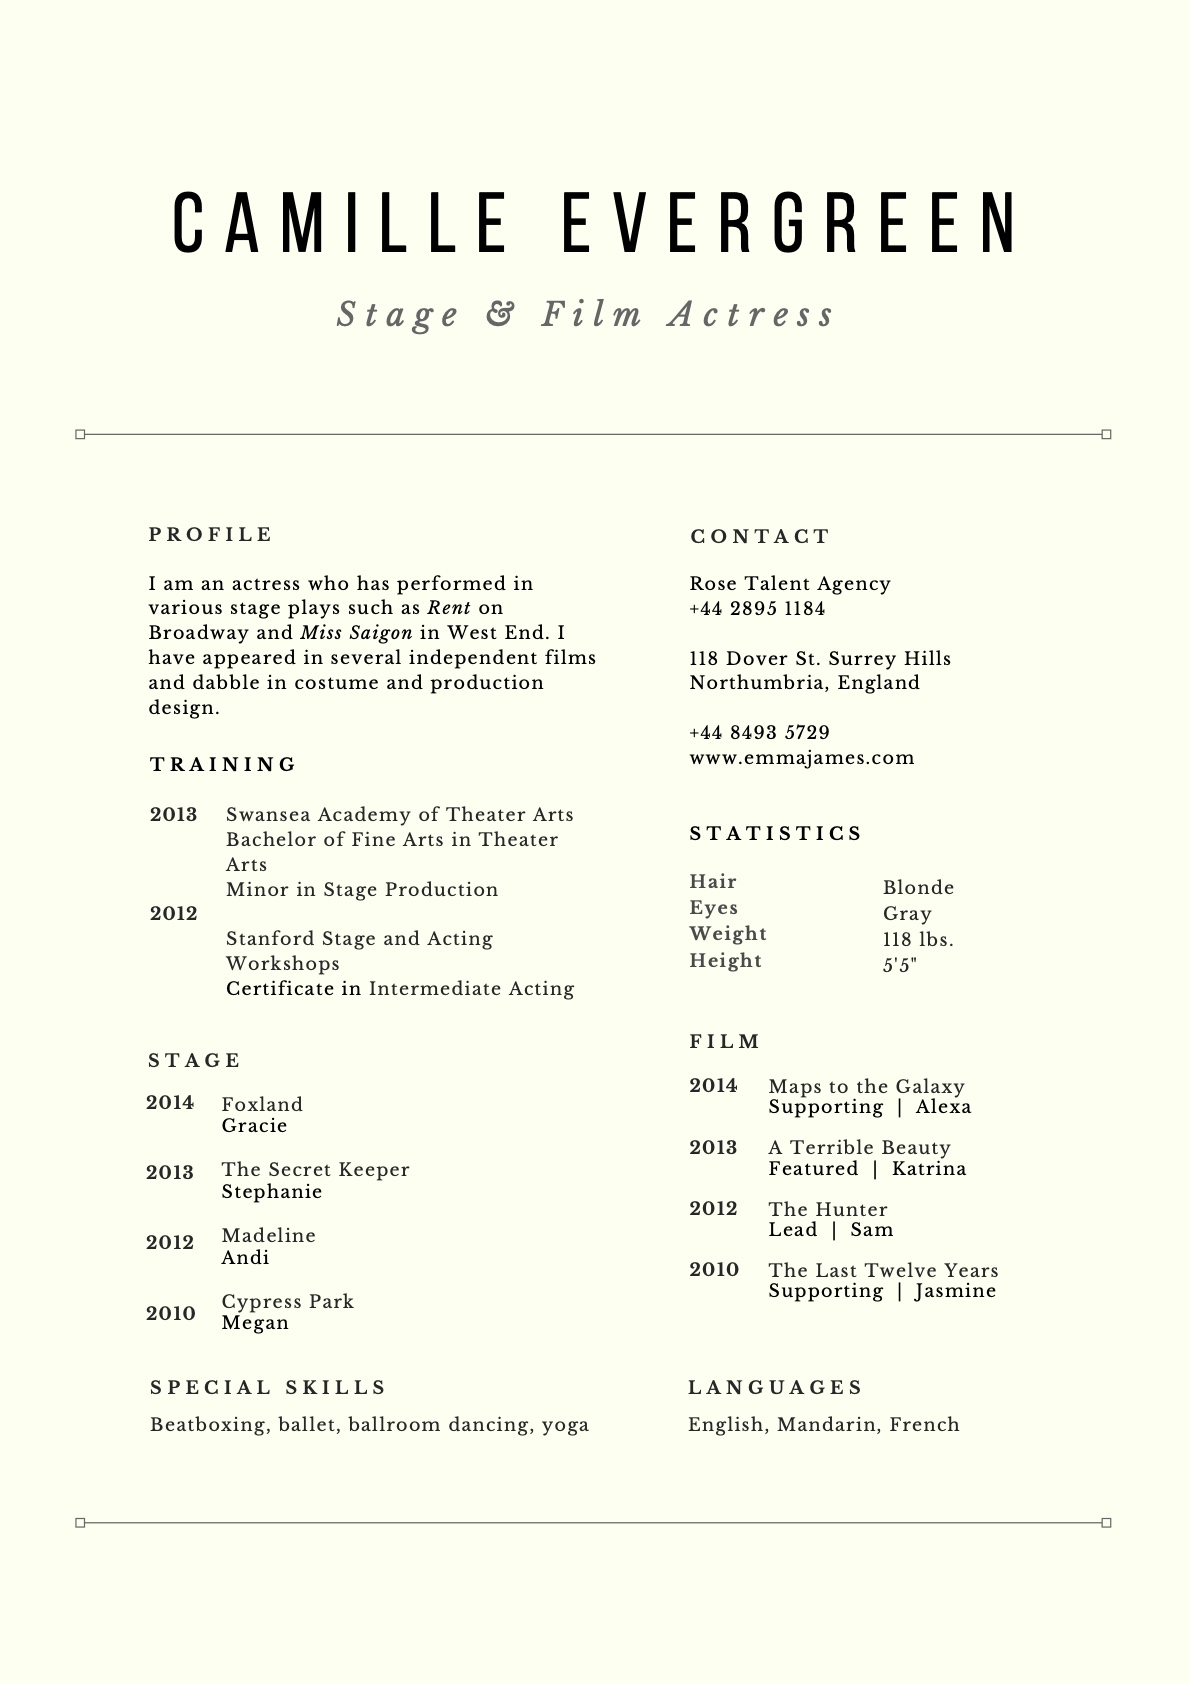 CAMILLE EVERGREEN
Stage & Film Actress
PROFILE
I am an actress who has performed in
various stage plays such as Rent on
Broadway and Miss Saigon in West End. I
have appeared in several independent films
and dabble in costume and production
design.
TRAINING
2013 Swansea Academy of Theater Arts
Bachelor of Fine Arts in Theater
Arts
Minor in Stage Production
2012
Stanford Stage and Acting
Workshops
Certificate in Intermediate Acting
STAGE
2014 Foxland
Gracie
2013 The Secret Keeper
Stephanie
2012 Madeline
Andi
2010 Cypress Park
Megan
SPECIAL SKILLS
Beatboxing, ballet, ballroom dancing, yoga
CONTACT
Rose Talent Agency
+44 2895 1184
118 Dover St. Surrey Hills
Northumbria, England
+44 8493 5729
www.emmajames.com
STATISTICS
Hair Blonde
Eyes Gray
Weight 118 lbs.
Height 5'5"
FILM
2014 Maps to the Galaxy
Supporting | Alexa
2013 A Terrible Beauty
Featured | Katrina
2012 The Hunter
Lead | Sam
2010 The Last Twelve Years
Supporting | Jasmine
LANGUAGES
English, Mandarin, French